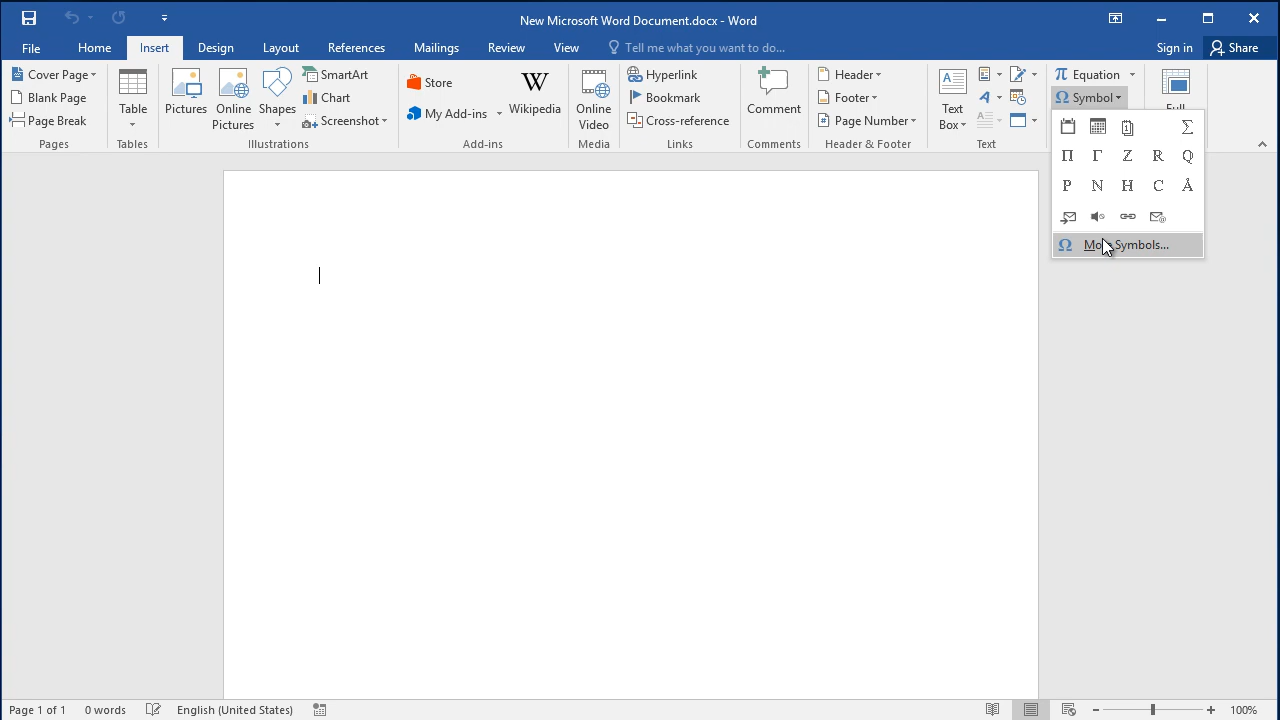 New Microsoft Word Document.docx - Word
File Home Insert Design Layout References Mailings Review View Tell me what you want to do... Sign in Share
Cover Page
Blank Page
Page Break
Pages
Table
Tables
Pictures
Online
Pictures
Shapes
SmartArt
Chart
Screenshot
Illustrations
Store
My Add-ins
W
Wikipedia
Add-ins
Online
Video
Media
Hyperlink
Bookmark
Cross-reference
Links
Comment
Comments
Header
Footer
Page Number
Header & Footer
Text
Box
Text
π Equation
Ω Symbol
Full
Σ
Π Γ Z R Q
P N H C Å
Ω Symbols...
Page 1 of 1 0 words English (United States) 100%